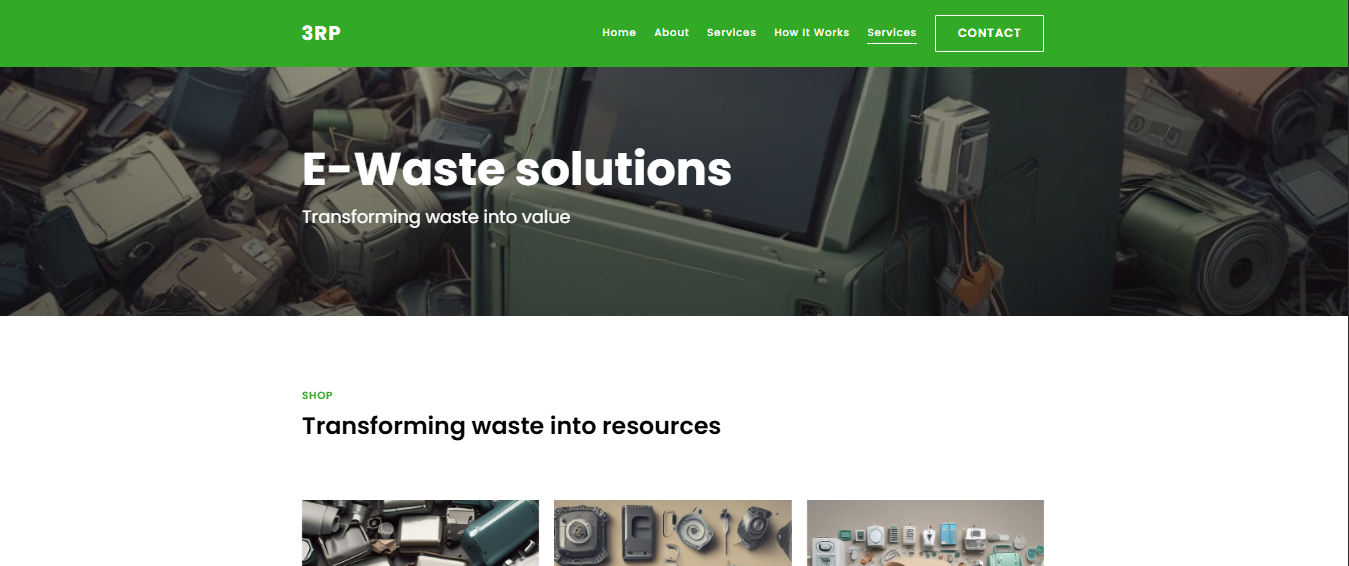 3RP
Home About Services How It Works Services CONTACT
E-Waste solutions
Transforming waste into value
SHOP
Transforming waste into resources